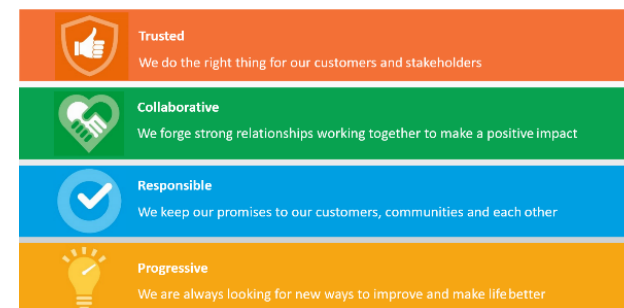 Trusted
We do the right thing for our customers and stakeholders
Collaborative
We forge strong relationships working together to make a positive impact
Responsible
We keep our promises to our customers, communities and each other
Progressive
We are always looking for new ways to improve and make life better